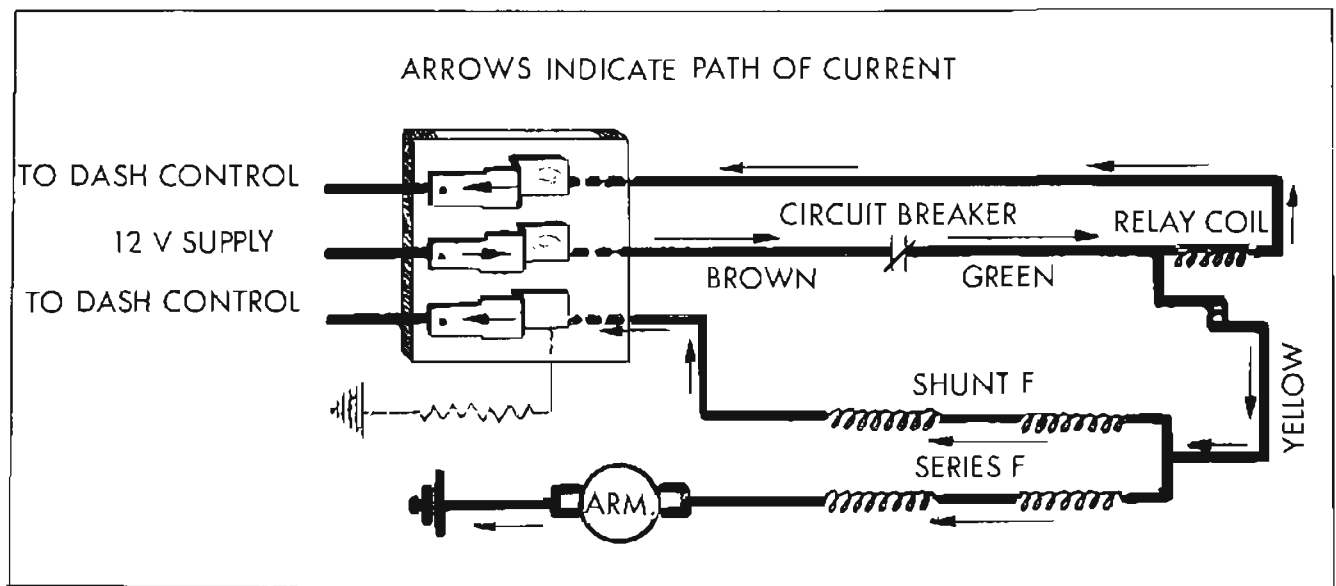 ARROWS INDICATE PATH OF CURRENT
TO DASH CONTROL
12 V SUPPLY
TO DASH CONTROL
CIRCUIT BREAKER
RELAY COIL
BROWN
GREEN
YELLOW
SHUNT F
SERIES F
ARM.